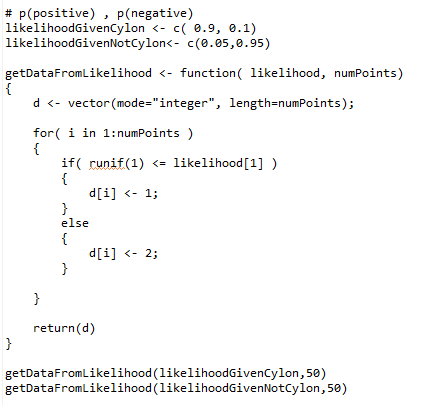 # p(positive) , p(negative)
likelihoodGivenCylon <- c( 0.9, 0.1)
likelihoodGivenNotCylon<- c(0.05,0.95)

getDataFromLikelihood <- function( likelihood, numPoints)
{
    d <- vector(mode="integer", length=numPoints);

    for( i in 1:numPoints )
    {
        if( runif(1) <= likelihood[1] )
        {
            d[i] <- 1;
        }
        else
        {
            d[i] <- 2;
        }

    }

    return(d)
}

getDataFromLikelihood(likelihoodGivenCylon,50)
getDataFromLikelihood(likelihoodGivenNotCylon,50)